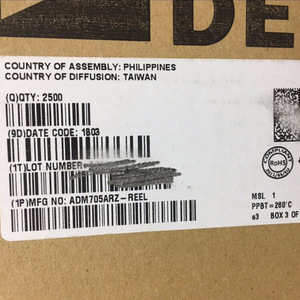 DE
COUNTRY OF ASSEMBLY: PHILIPPINES
COUNTRY OF DIFFUSION: TAIWAN
(Q)QTY: 2500
(9D)DATE CODE: 1803
(1T)LOT NUMBER
COMPLIANT
RoHS
(1P)MFG NO: ADM705ARZ-REEL
MSL 1
PPBT=260°C
e3 BOX 3 OF